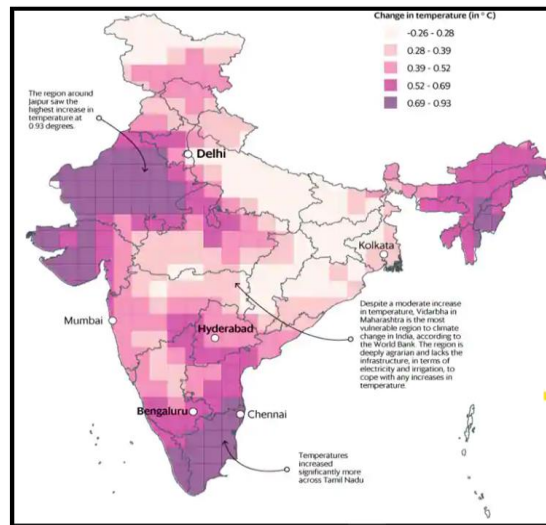 Change in temperature (in ° C)
-0.26 - 0.28
0.28 - 0.39
0.39 - 0.52
0.52 - 0.69
0.69 - 0.93
The region around
Jaipur saw the
highest increase in
temperature at
0.93 degrees.
Delhi
Kolkata
Despite a moderate increase
in temperature, Vidarbha in
Maharashtra is the most
vulnerable region to climate
change in India, according to
the World Bank. The region is
deeply agrarian and lacks the
infrastructure, in terms of
electricity and irrigation, to
cope with any increases in
temperature.
Mumbai
Hyderabad
Bengaluru
Chennai
Temperatures
increased
significantly more
across Tamil Nadu